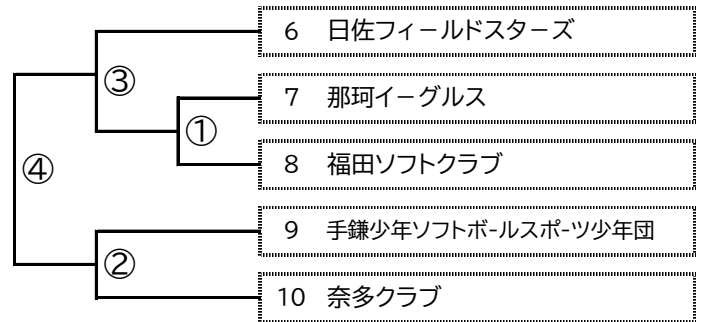 6 日佐フィールドスターズ
③
7 那珂イーグルス
①
8 福田ソフトクラブ
④
9 手鎌少年ソフトボールスポーツ少年団
②
10 奈多クラブ